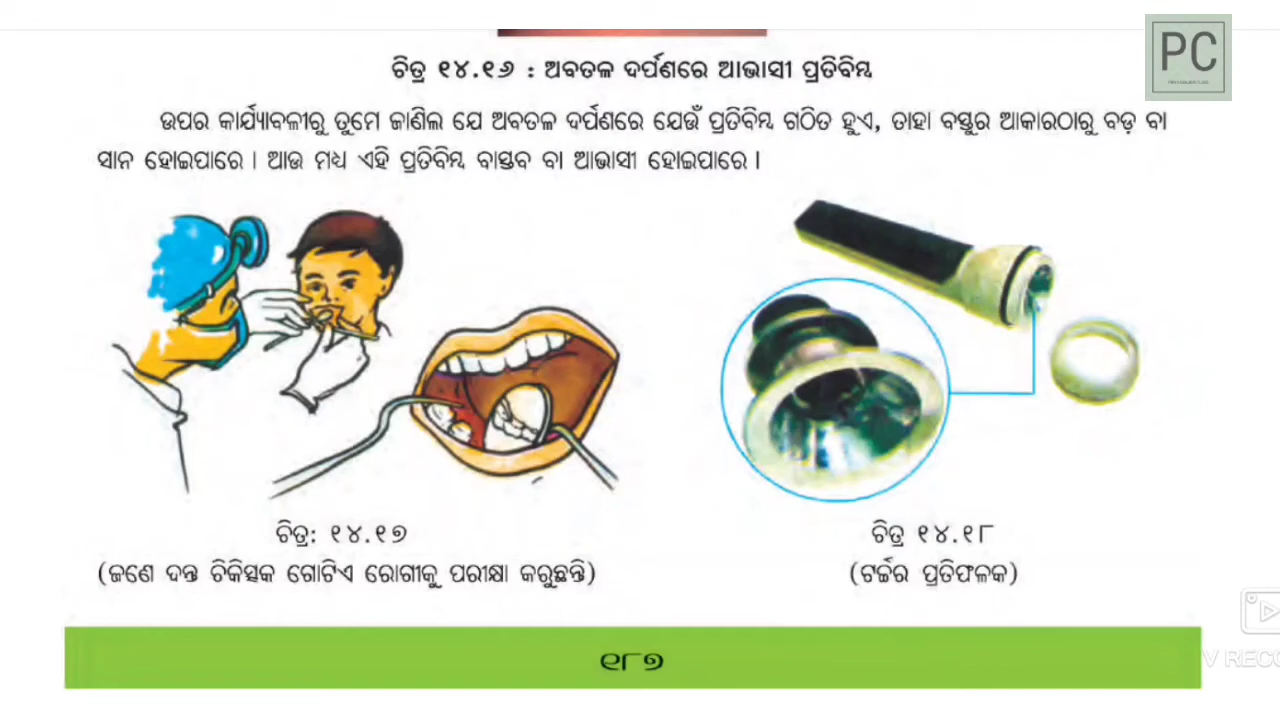 PC
ଚିତ୍ର ୧୪.୧୬ : ଅବତଳ ଦର୍ପଣରେ ଆଭାସୀ ପ୍ରତିବିମ୍ବ
ଉପର କାର୍ଯ୍ୟାବଳୀରୁ ତୁମେ ଜାଣିଲ ଯେ ଅବତଳ ଦର୍ପଣରେ ଯେଉଁ ପ୍ରତିବିମ୍ବ ଗଠିତ ହୁଏ, ତାହା ବସ୍ତୁର ଆକାରଠାରୁ ବଡ଼ ବା
ସାନ ହୋଇପାରେ । ଆଉ ମଧ୍ୟ ଏହି ପ୍ରତିବିମ୍ବ ବାସ୍ତବ ବା ଆଭାସୀ ହୋଇପାରେ ।
ଚିତ୍ର: ୧୪.୧୭
(ଜଣେ ଦନ୍ତ ଚିକିତ୍ସକ ଗୋଟିଏ ରୋଗୀକୁ ପରୀକ୍ଷା କରୁଛନ୍ତି)
ଚିତ୍ର ୧୪.୧୮
(ଟର୍ଚ୍ଚର ପ୍ରତିଫଳକ)
୧୮୭
V RECO